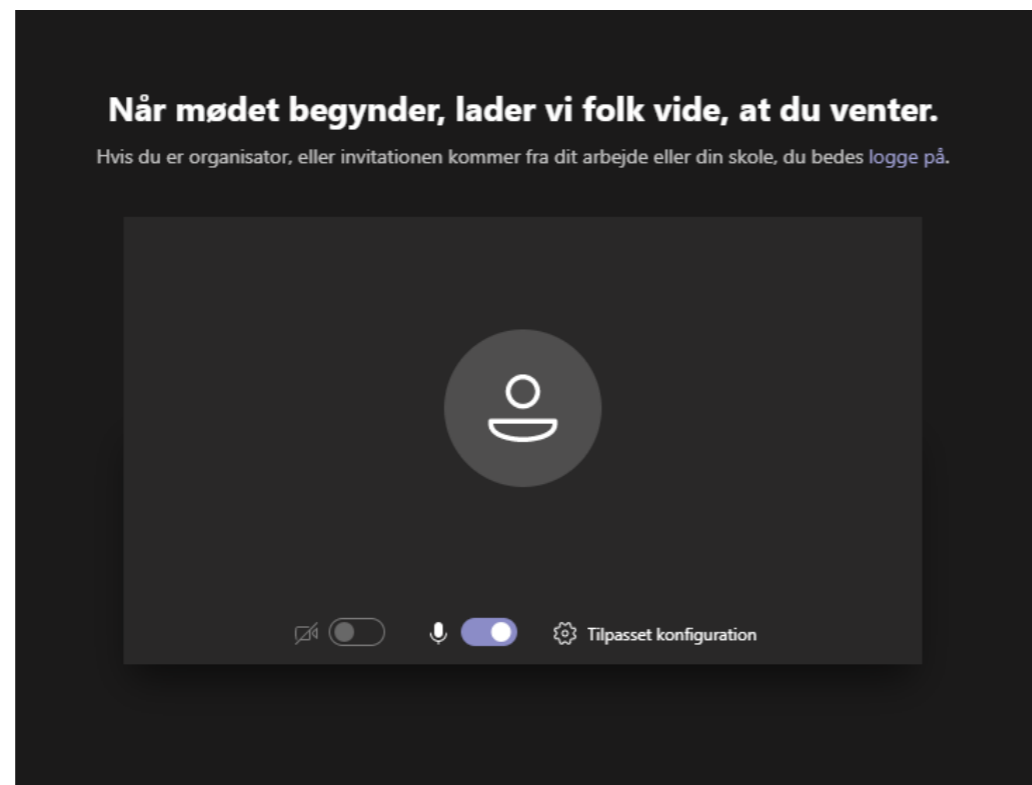 Når mødet begynder, lader vi folk vide, at du venter.
Hvis du er organisator, eller invitationen kommer fra dit arbejde eller din skole, du bedes logge på.
Tilpasset konfiguration